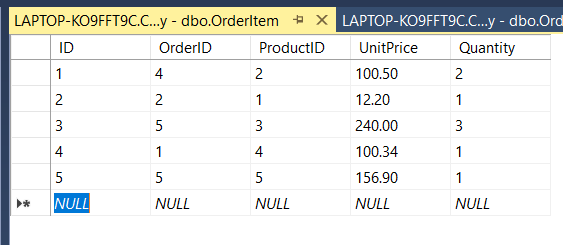 LAPTOP-KO9FFT9C.C...y - dbo.OrderItem LAPTOP-KO9FFT9C.C...y - dbo.Ord
ID OrderID ProductID UnitPrice Quantity
1 4 2 100.50 2
2 2 1 12.20 1
3 5 3 240.00 3
4 1 4 100.34 1
5 5 5 156.90 1
NULL NULL NULL NULL NULL